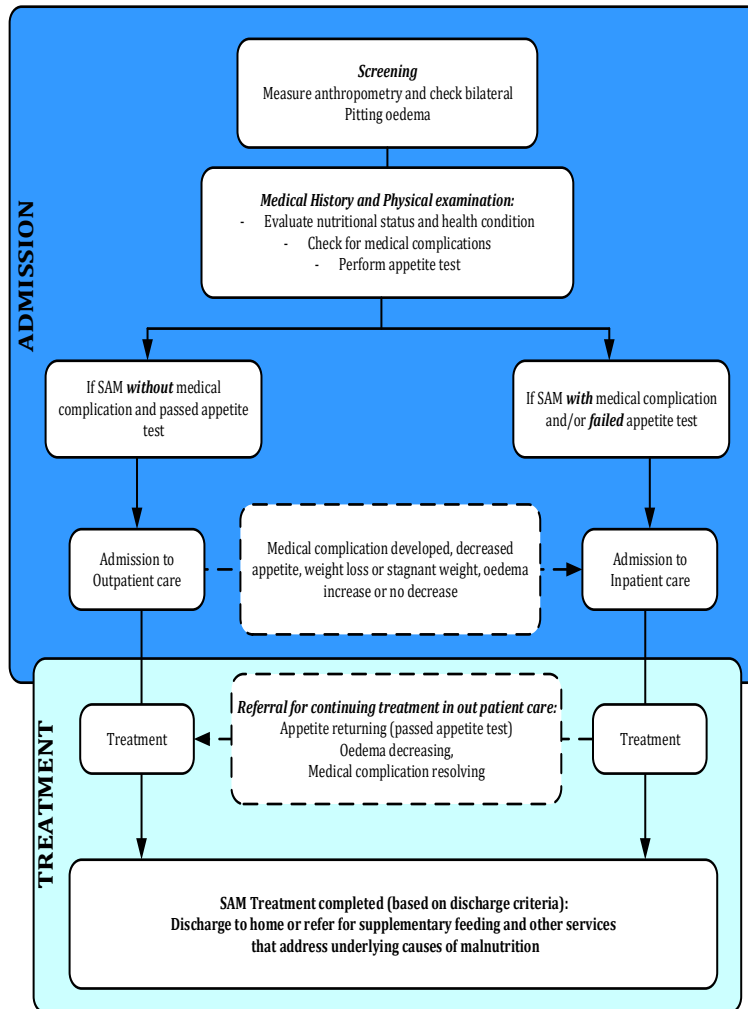 ADMISSION
Screening
Measure anthropometry and check bilateral
Pitting oedema
Medical History and Physical examination:
- Evaluate nutritional status and health condition
- Check for medical complications
- Perform appetite test
If SAM without medical
complication and passed appetite
test
If SAM with medical complication
and/or failed appetite test
Admission to
Outpatient care
Medical complication developed, decreased
appetite, weight loss or stagnant weight, oedema
increase or no decrease
Admission to
Inpatient care
TREATMENT
Treatment
Referral for continuing treatment in out patient care:
Appetite returning (passed appetite test)
Oedema decreasing,
Medical complication resolving
Treatment
SAM Treatment completed (based on discharge criteria):
Discharge to home or refer for supplementary feeding and other services
that address underlying causes of malnutrition